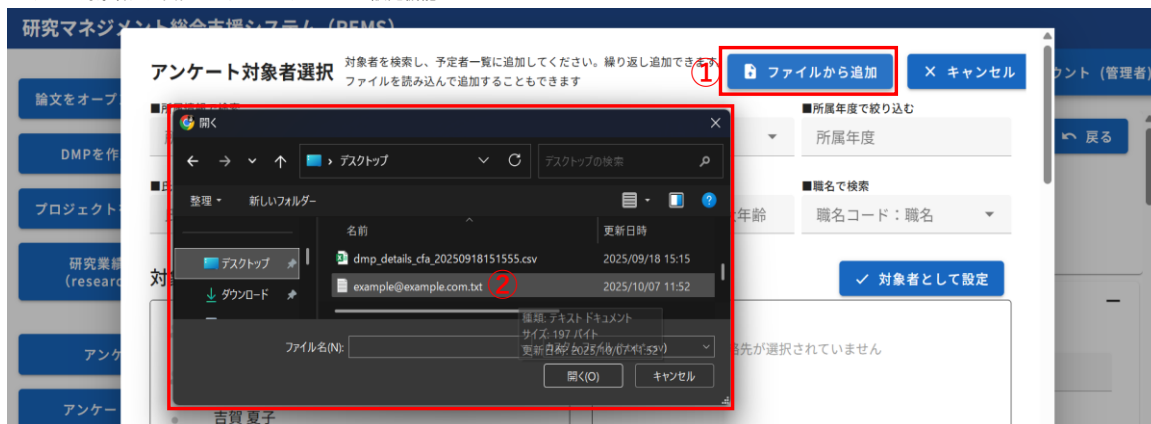 研究マネジメント総合支援システム（REMS）
アンケート対象者選択
対象者を検索し、予定者一覧に追加してください。繰り返し追加できます
ファイルを読み込んで追加することもできます
①
ファイルから追加
× キャンセル
ウント (管理者)
論文をオープ
DMPを作
プロジェクト
研究業績
(researc
アンケ
アンケー
戻る
■所属年度で絞り込む
所属年度
■職名で検索
職名コード：職名
年齢
対
対象者として設定
先が選択されていません
吉賀 夏子
開く
デスクトップ
デスクトップの検索
整理
新しいフォルダー
名前
更新日時
デスクトップ
dmp_details_cfa_20250918151555.csv
2025/09/18 15:15
ダウンロード
example@example.com.txt
②
2025/10/07 11:52
種類: テキスト ドキュメント
サイズ: 197 バイト
更新日時: 2025/10/07 11:52
ファイル名(N):
開く(O)
キャンセル